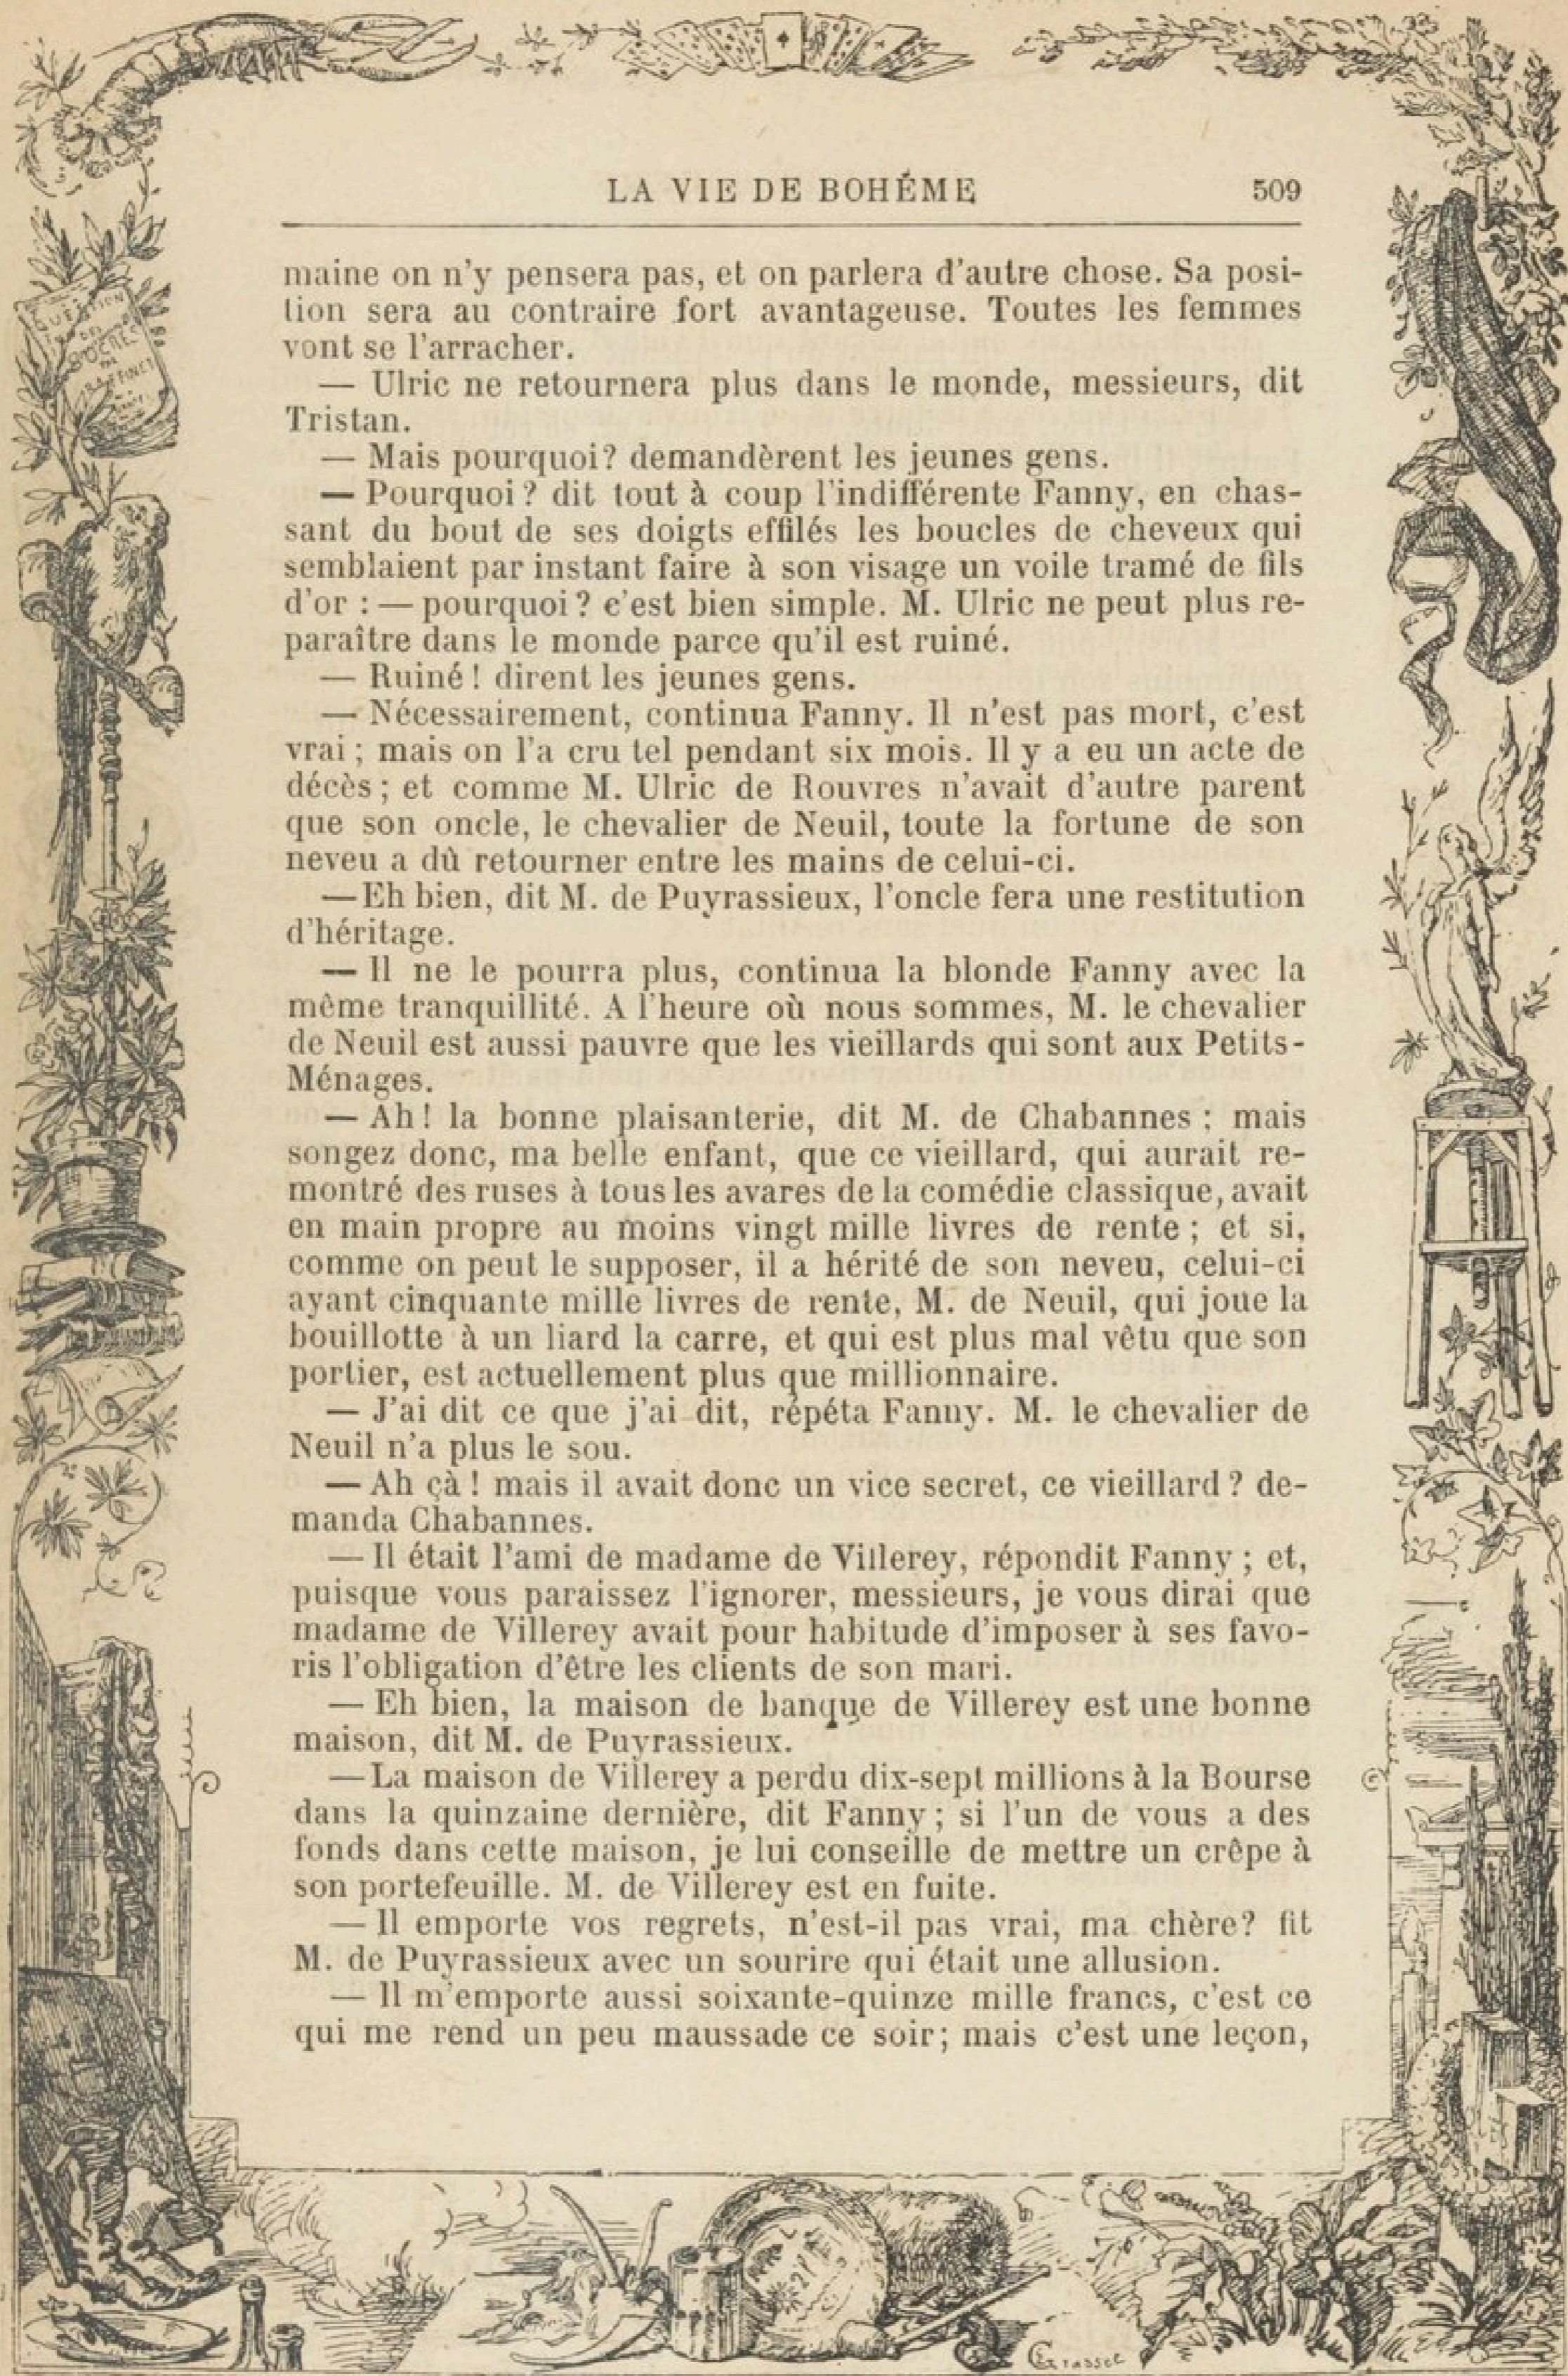 LA VIE DE BOHÊME 509
maine on n'y pensera pas, et on parlera d'autre chose. Sa posi-
tion sera au contraire fort avantageuse. Toutes les femmes
vont se l'arracher.
— Ulric ne retournera plus dans le monde, messieurs, dit
Tristan.
— Mais pourquoi? demandèrent les jeunes gens.
— Pourquoi? dit tout à coup l'indifférente Fanny, en chas-
sant du bout de ses doigts effilés les boucles de cheveux qui
semblaient par instant faire à son visage un voile tramé de fils
d'or : — pourquoi? c'est bien simple. M. Ulric ne peut plus re-
paraître dans le monde parce qu'il est ruiné.
— Ruiné! dirent les jeunes gens.
— Nécessairement, continua Fanny. Il n'est pas mort, c'est
vrai; mais on l'a cru tel pendant six mois. Il y a eu un acte de
décès; et comme M. Ulric de Rouvres n'avait d'autre parent
que son oncle, le chevalier de Neuil, toute la fortune de son
neveu a dû retourner entre les mains de celui-ci.
— Eh bien, dit M. de Puyrassieux, l'oncle fera une restitution
d'héritage.
— Il ne le pourra plus, continua la blonde Fanny avec la
même tranquillité. A l'heure où nous sommes, M. le chevalier
de Neuil est aussi pauvre que les vieillards qui sont aux Petits-
Ménages.
— Ah! la bonne plaisanterie, dit M. de Chabannes; mais
songez donc, ma belle enfant, que ce vieillard, qui aurait re-
montré des ruses à tous les avares de la comédie classique, avait
en main propre au moins vingt mille livres de rente; et si,
comme on peut le supposer, il a hérité de son neveu, celui-ci
ayant cinquante mille livres de rente, M. de Neuil, qui joue la
bouillotte à un liard la carre, et qui est plus mal vêtu que son
portier, est actuellement plus que millionnaire.
— J'ai dit ce que j'ai dit, répéta Fanny. M. le chevalier de
Neuil n'a plus le sou.
— Ah çà! mais il avait donc un vice secret, ce vieillard? de-
manda Chabannes.
— Il était l'ami de madame de Villerey, répondit Fanny; et,
puisque vous paraissez l'ignorer, messieurs, je vous dirai que
madame de Villerey avait pour habitude d'imposer à ses favo-
ris l'obligation d'être les clients de son mari.
— Eh bien, la maison de banque de Villerey est une bonne
maison, dit M. de Puyrassieux.
— La maison de Villerey a perdu dix-sept millions à la Bourse
dans la quinzaine dernière, dit Fanny; si l'un de vous a des
fonds dans cette maison, je lui conseille de mettre un crêpe à
son portefeuille. M. de Villerey est en fuite.
— Il emporte vos regrets, n'est-il pas vrai, ma chère? fit
M. de Puyrassieux avec un sourire qui était une allusion.
— Il m'emporte aussi soixante-quinze mille francs, c'est ce
qui me rend un peu maussade ce soir; mais c'est une leçon,